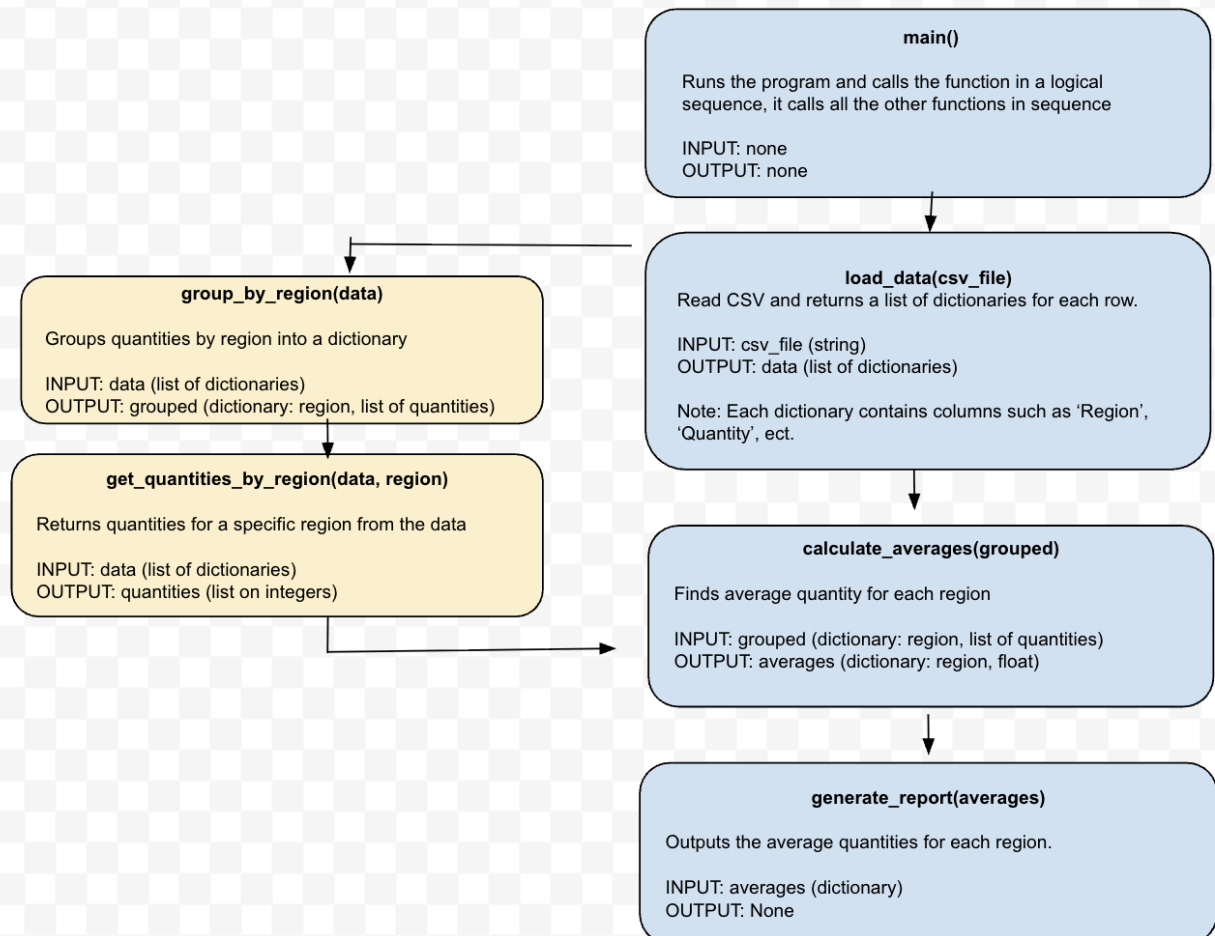 main()
Runs the program and calls the function in a logical
sequence, it calls all the other functions in sequence
INPUT: none
OUTPUT: none
load_data(csv_file)
Read CSV and returns a list of dictionaries for each row.
INPUT: csv_file (string)
OUTPUT: data (list of dictionaries)
Note: Each dictionary contains columns such as ‘Region’,
‘Quantity’, ect.
group_by_region(data)
Groups quantities by region into a dictionary
INPUT: data (list of dictionaries)
OUTPUT: grouped (dictionary: region, list of quantities)
get_quantities_by_region(data, region)
Returns quantities for a specific region from the data
INPUT: data (list of dictionaries)
OUTPUT: quantities (list on integers)
calculate_averages(grouped)
Finds average quantity for each region
INPUT: grouped (dictionary: region, list of quantities)
OUTPUT: averages (dictionary: region, float)
generate_report(averages)
Outputs the average quantities for each region.
INPUT: averages (dictionary)
OUTPUT: None